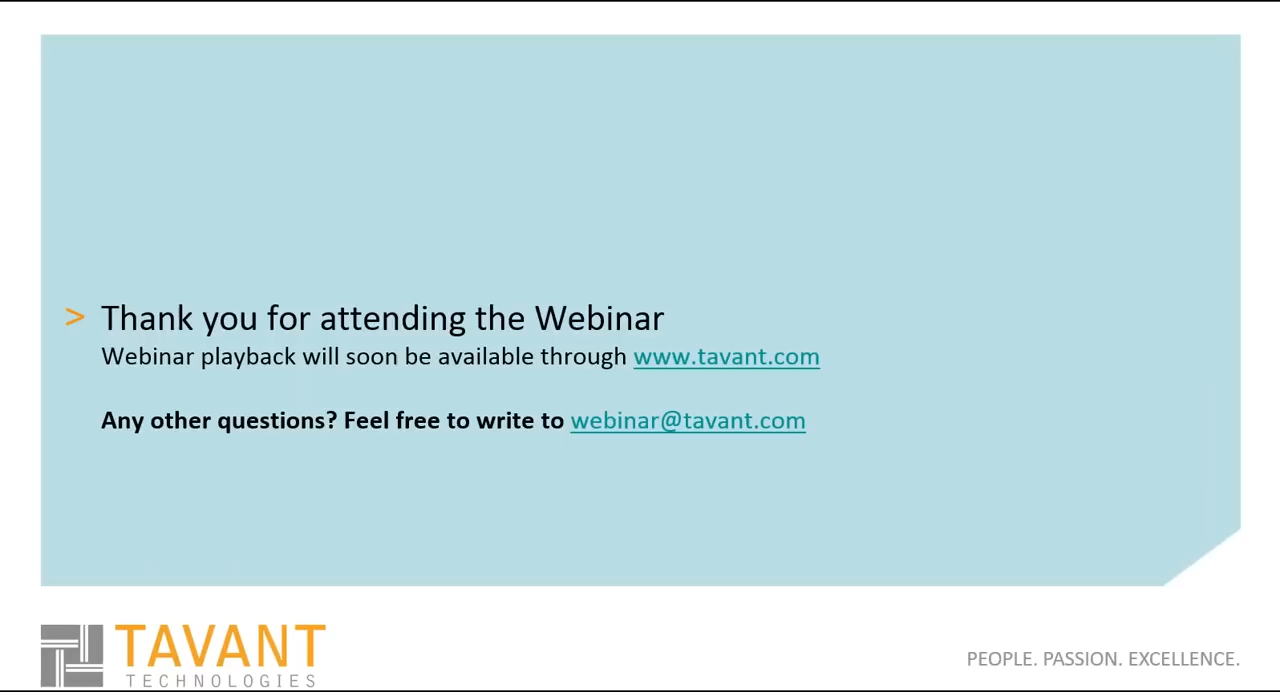 > Thank you for attending the Webinar
Webinar playback will soon be available through www.tavant.com
Any other questions? Feel free to write to webinar@tavant.com
TAVANT
TECHNOLOGIES
PEOPLE. PASSION. EXCELLENCE.